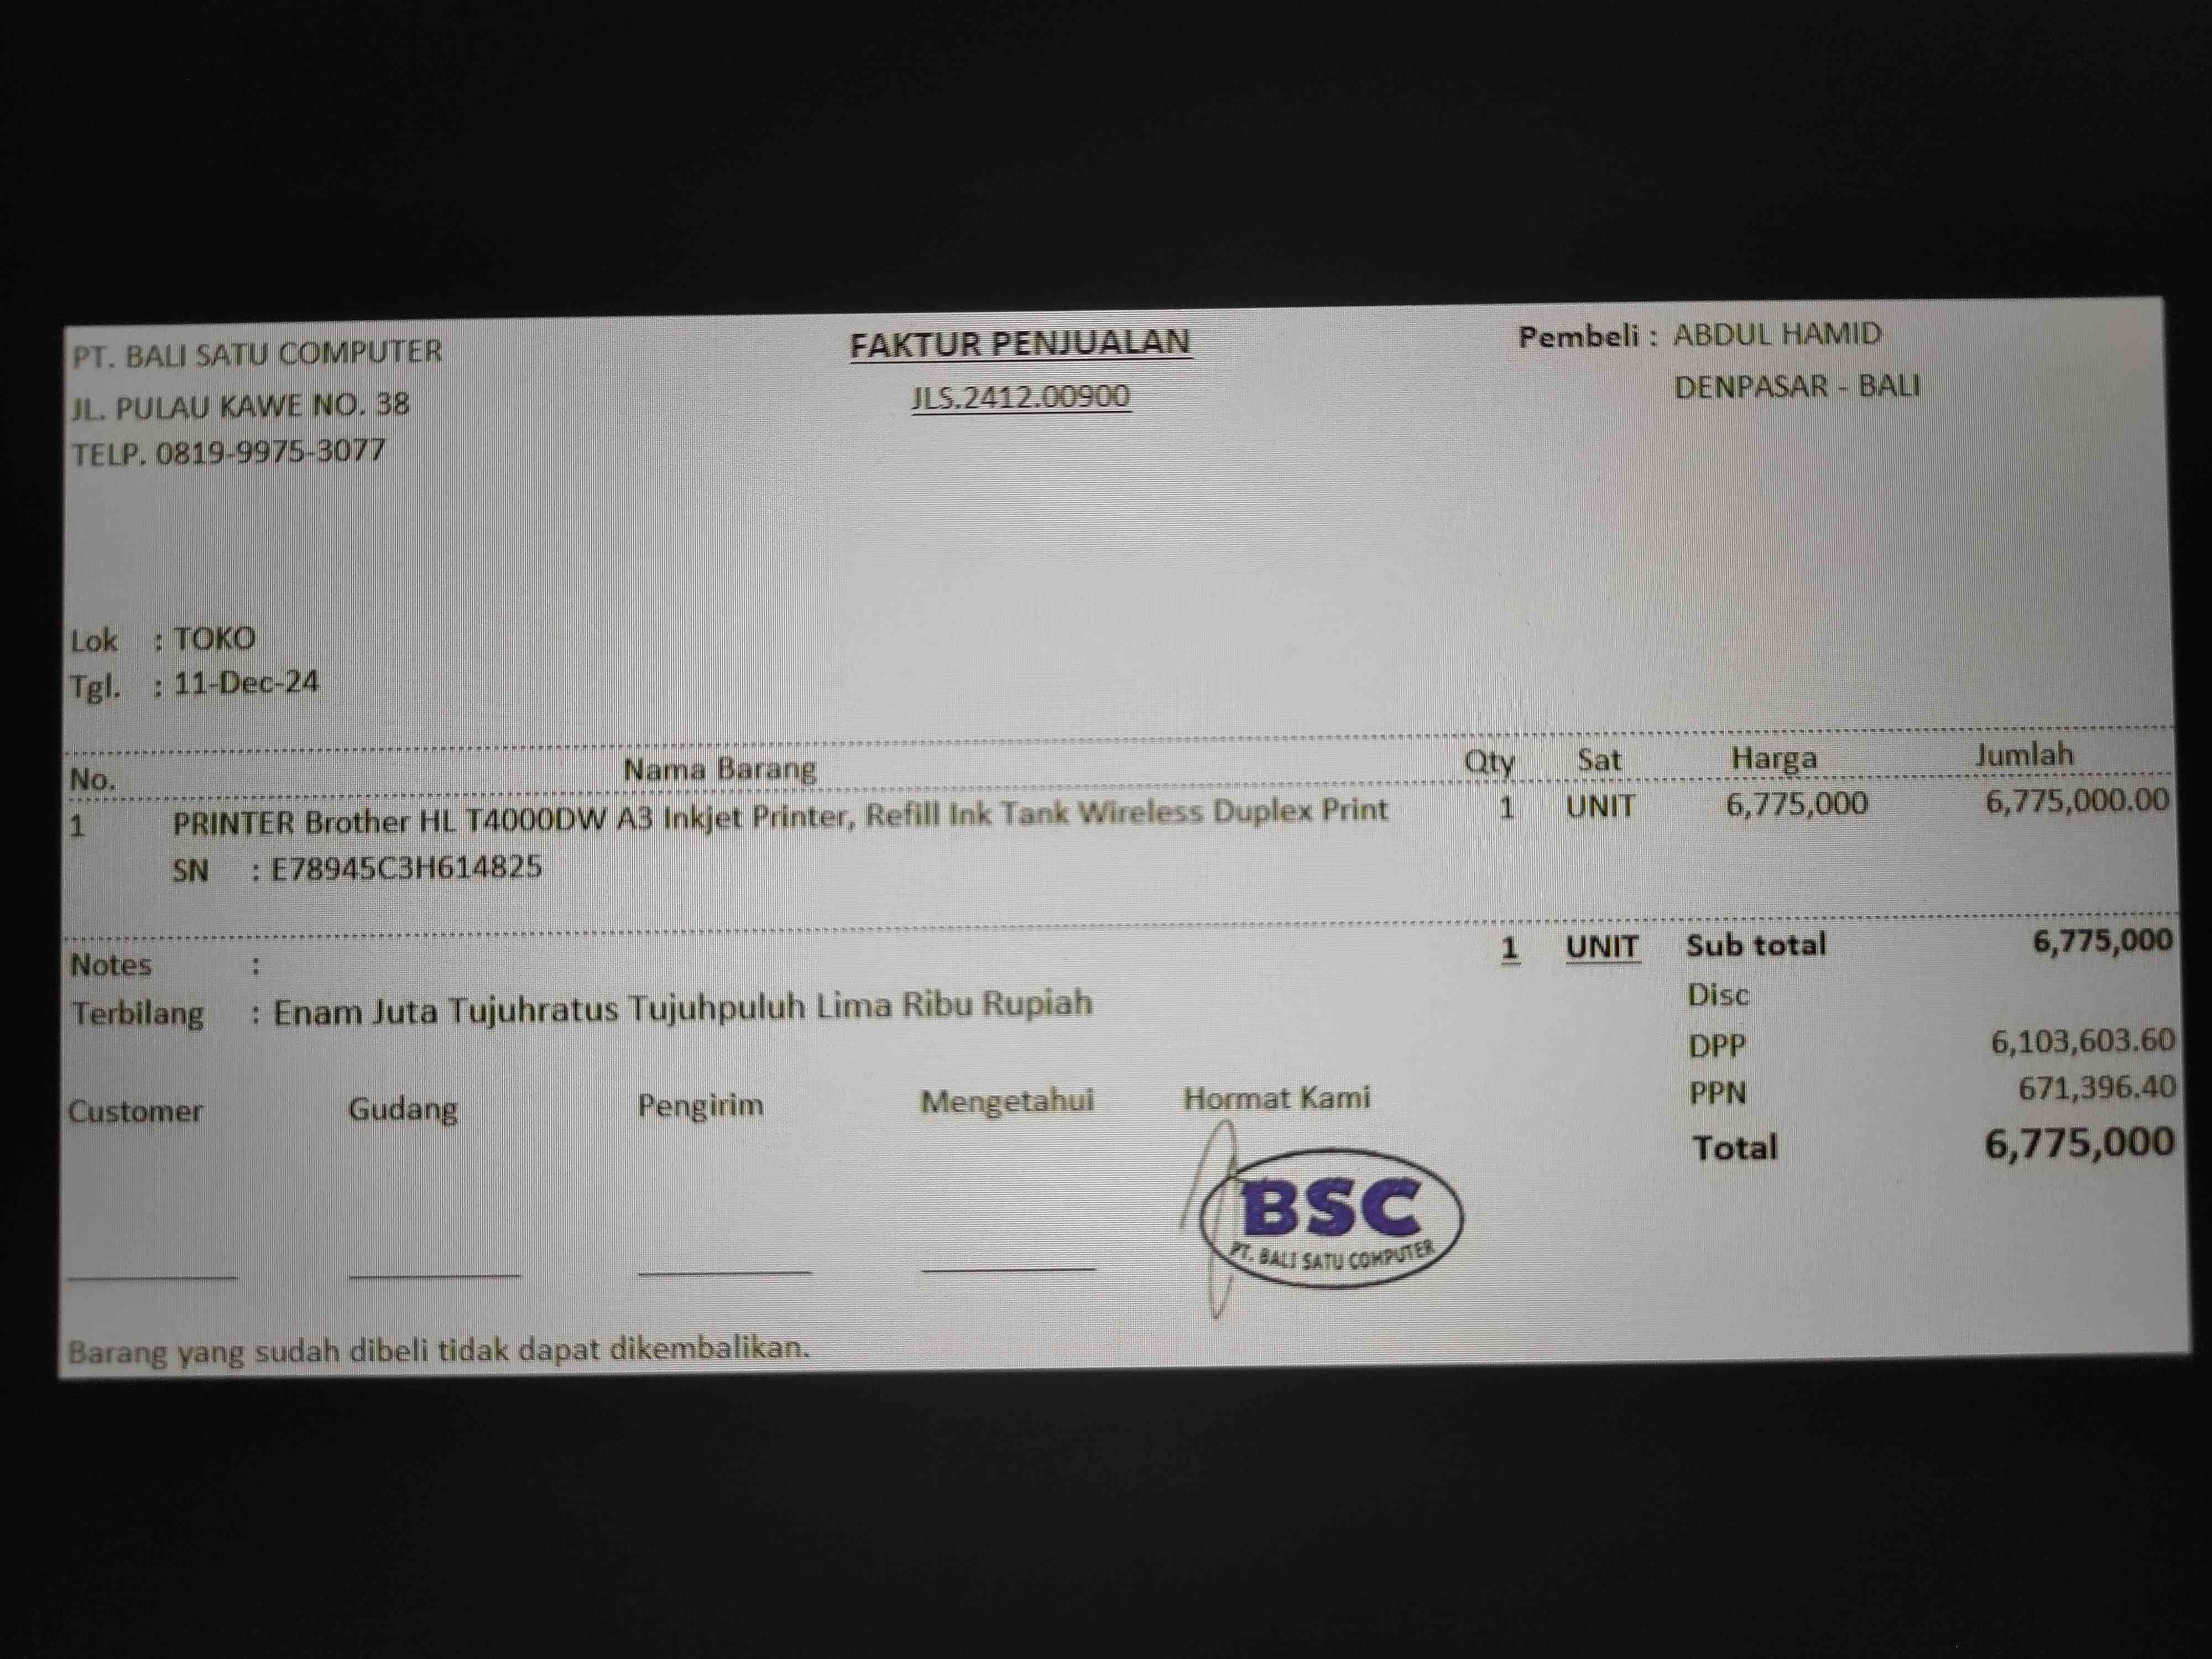 PT. BALI SATU COMPUTER
JL. PULAU KAWE NO. 38
TELP. 0819-9975-3077
FAKTUR PENJUALAN
JLS.2412.00900
Pembeli : ABDUL HAMID
DENPASAR - BALI
Lok : TOKO
Tgl. : 11-Dec-24
No. Nama Barang Qty Sat Harga Jumlah
1 PRINTER Brother HL T4000DW A3 Inkjet Printer, Refill Ink Tank Wireless Duplex Print 1 UNIT 6,775,000 6,775,000.00
SN : E78945C3H614825
Notes :
Terbilang : Enam Juta Tujuhratus Tujuhpuluh Lima Ribu Rupiah
1 UNIT Sub total 6,775,000
Disc
DPP 6,103,603.60
PPN 671,396.40
Total 6,775,000
Customer Gudang Pengirim Mengetahui Hormat Kami
BSC
PT. BALI SATU COMPUTER
Barang yang sudah dibeli tidak dapat dikembalikan.